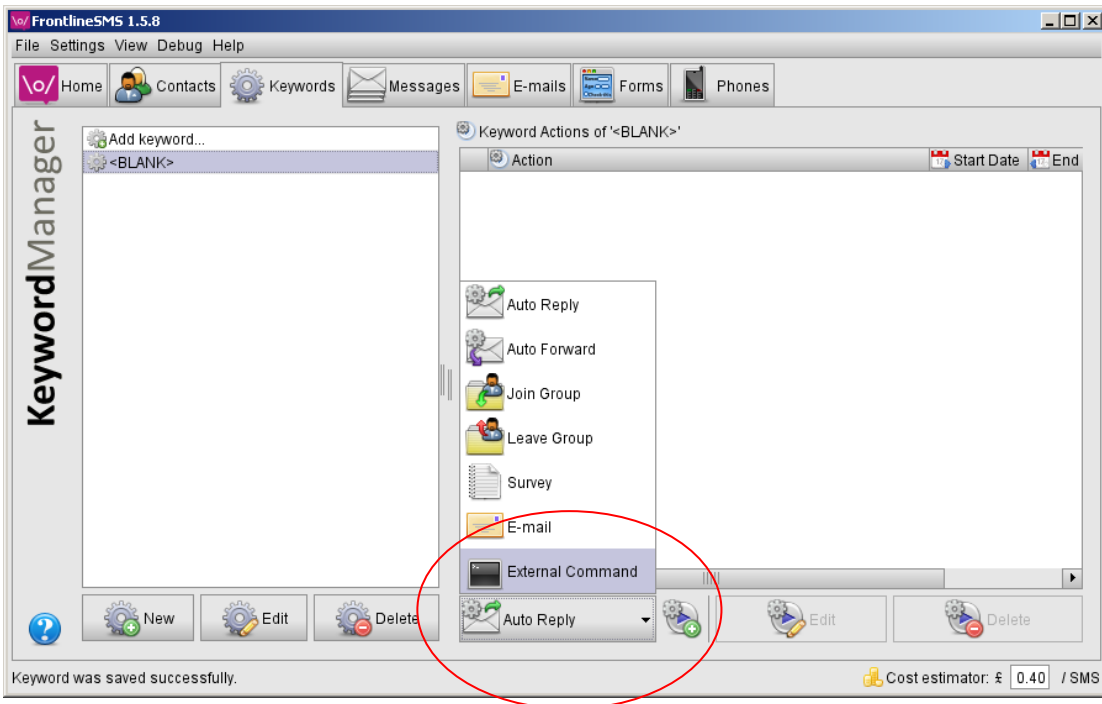 \o/ FrontlineSMS 1.5.8
File Settings View Debug Help
\o/ Home Contacts Keywords Messages E-mails Forms Phones
KeywordManager
Add keyword...
<BLANK>
Keyword Actions of '<BLANK>'
Action Start Date End
Auto Reply
Auto Forward
Join Group
Leave Group
Survey
E-mail
External Command
New Edit Delete Auto Reply Edit Delete
Keyword was saved successfully. Cost estimator: £ 0.40 / SMS